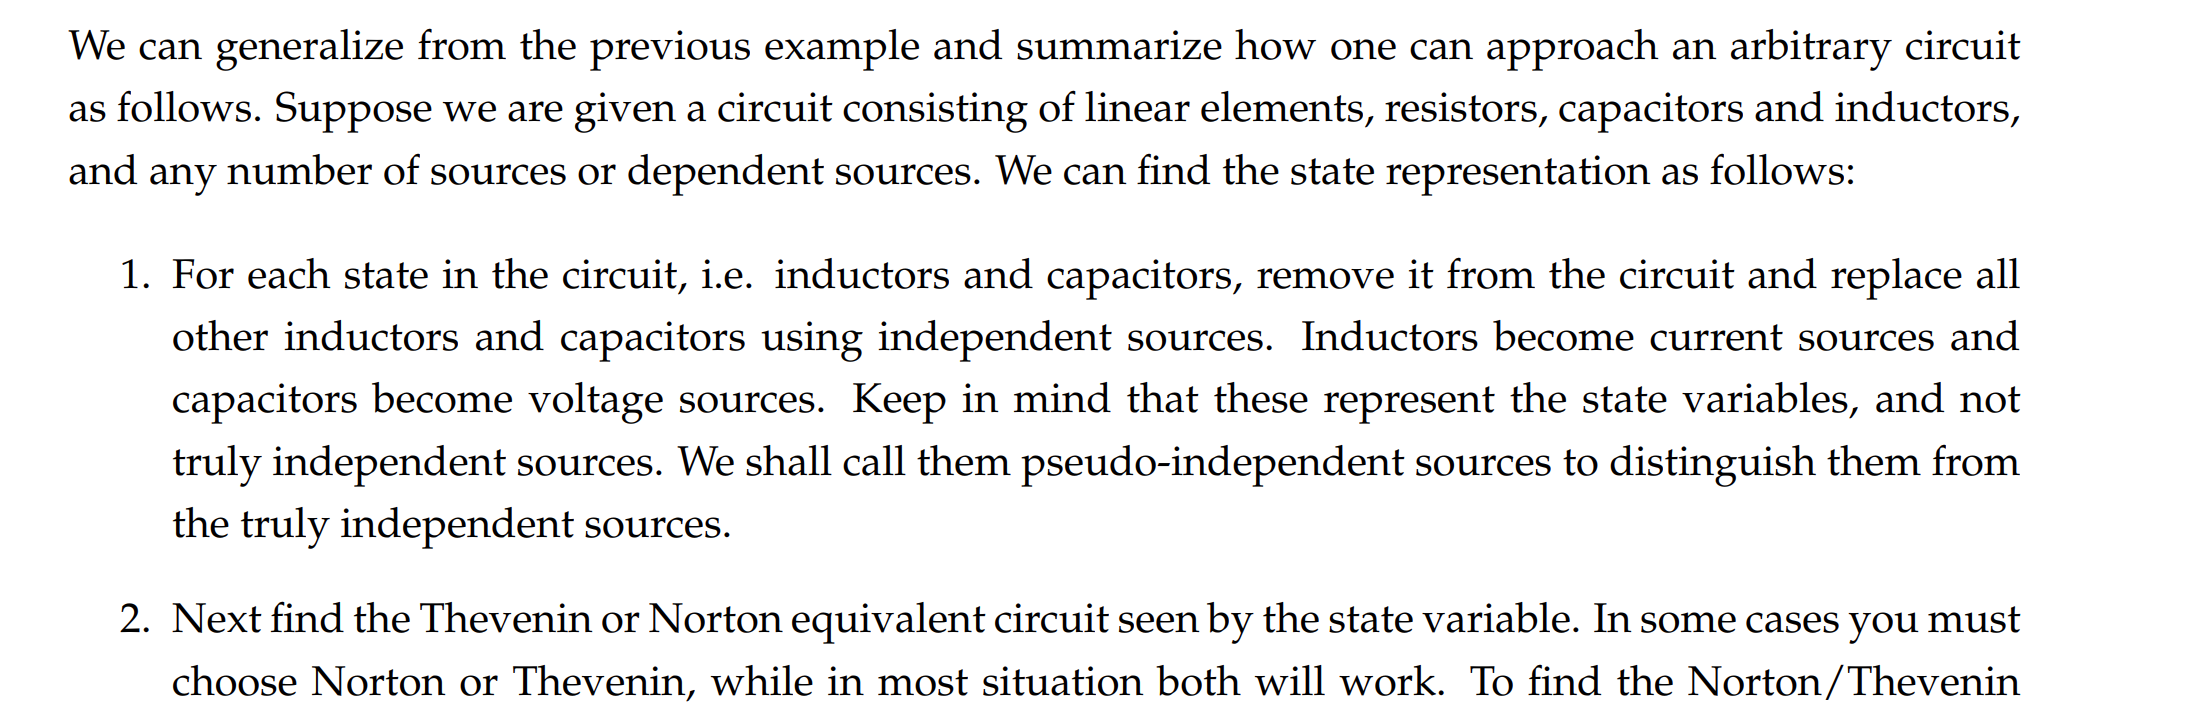 We can generalize from the previous example and summarize how one can approach an arbitrary circuit
as follows. Suppose we are given a circuit consisting of linear elements, resistors, capacitors and inductors,
and any number of sources or dependent sources. We can find the state representation as follows:
1. For each state in the circuit, i.e. inductors and capacitors, remove it from the circuit and replace all
other inductors and capacitors using independent sources. Inductors become current sources and
capacitors become voltage sources. Keep in mind that these represent the state variables, and not
truly independent sources. We shall call them pseudo-independent sources to distinguish them from
the truly independent sources.
2. Next find the Thevenin or Norton equivalent circuit seen by the state variable. In some cases you must
choose Norton or Thevenin, while in most situation both will work. To find the Norton/Thevenin